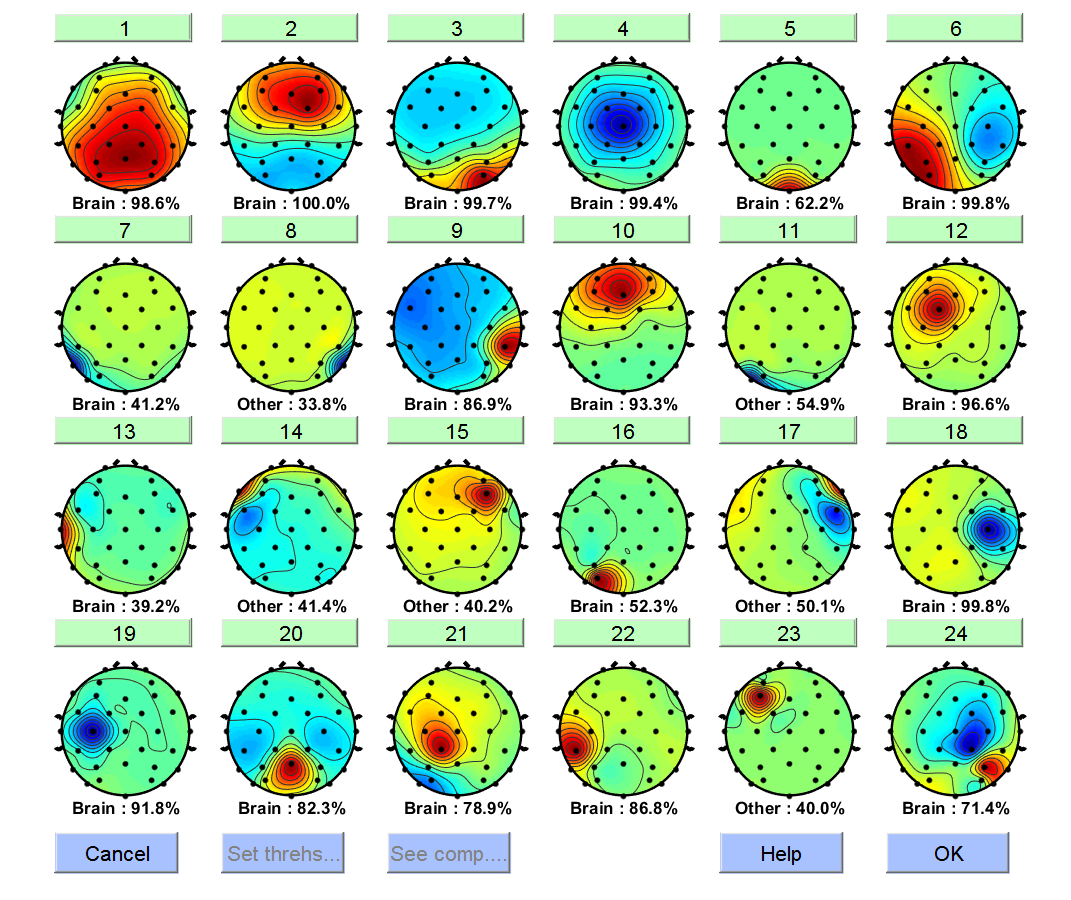 1 2 3 4 5 6
Brain : 98.6% Brain : 100.0% Brain : 99.7% Brain : 99.4% Brain : 62.2% Brain : 99.8%
7 8 9 10 11 12
Brain : 41.2% Other : 33.8% Brain : 86.9% Brain : 93.3% Other : 54.9% Brain : 96.6%
13 14 15 16 17 18
Brain : 39.2% Other : 41.4% Other : 40.2% Brain : 52.3% Other : 50.1% Brain : 99.8%
19 20 21 22 23 24
Brain : 91.8% Brain : 82.3% Brain : 78.9% Brain : 86.8% Other : 40.0% Brain : 71.4%
Cancel Set threhs... See comp.... Help OK